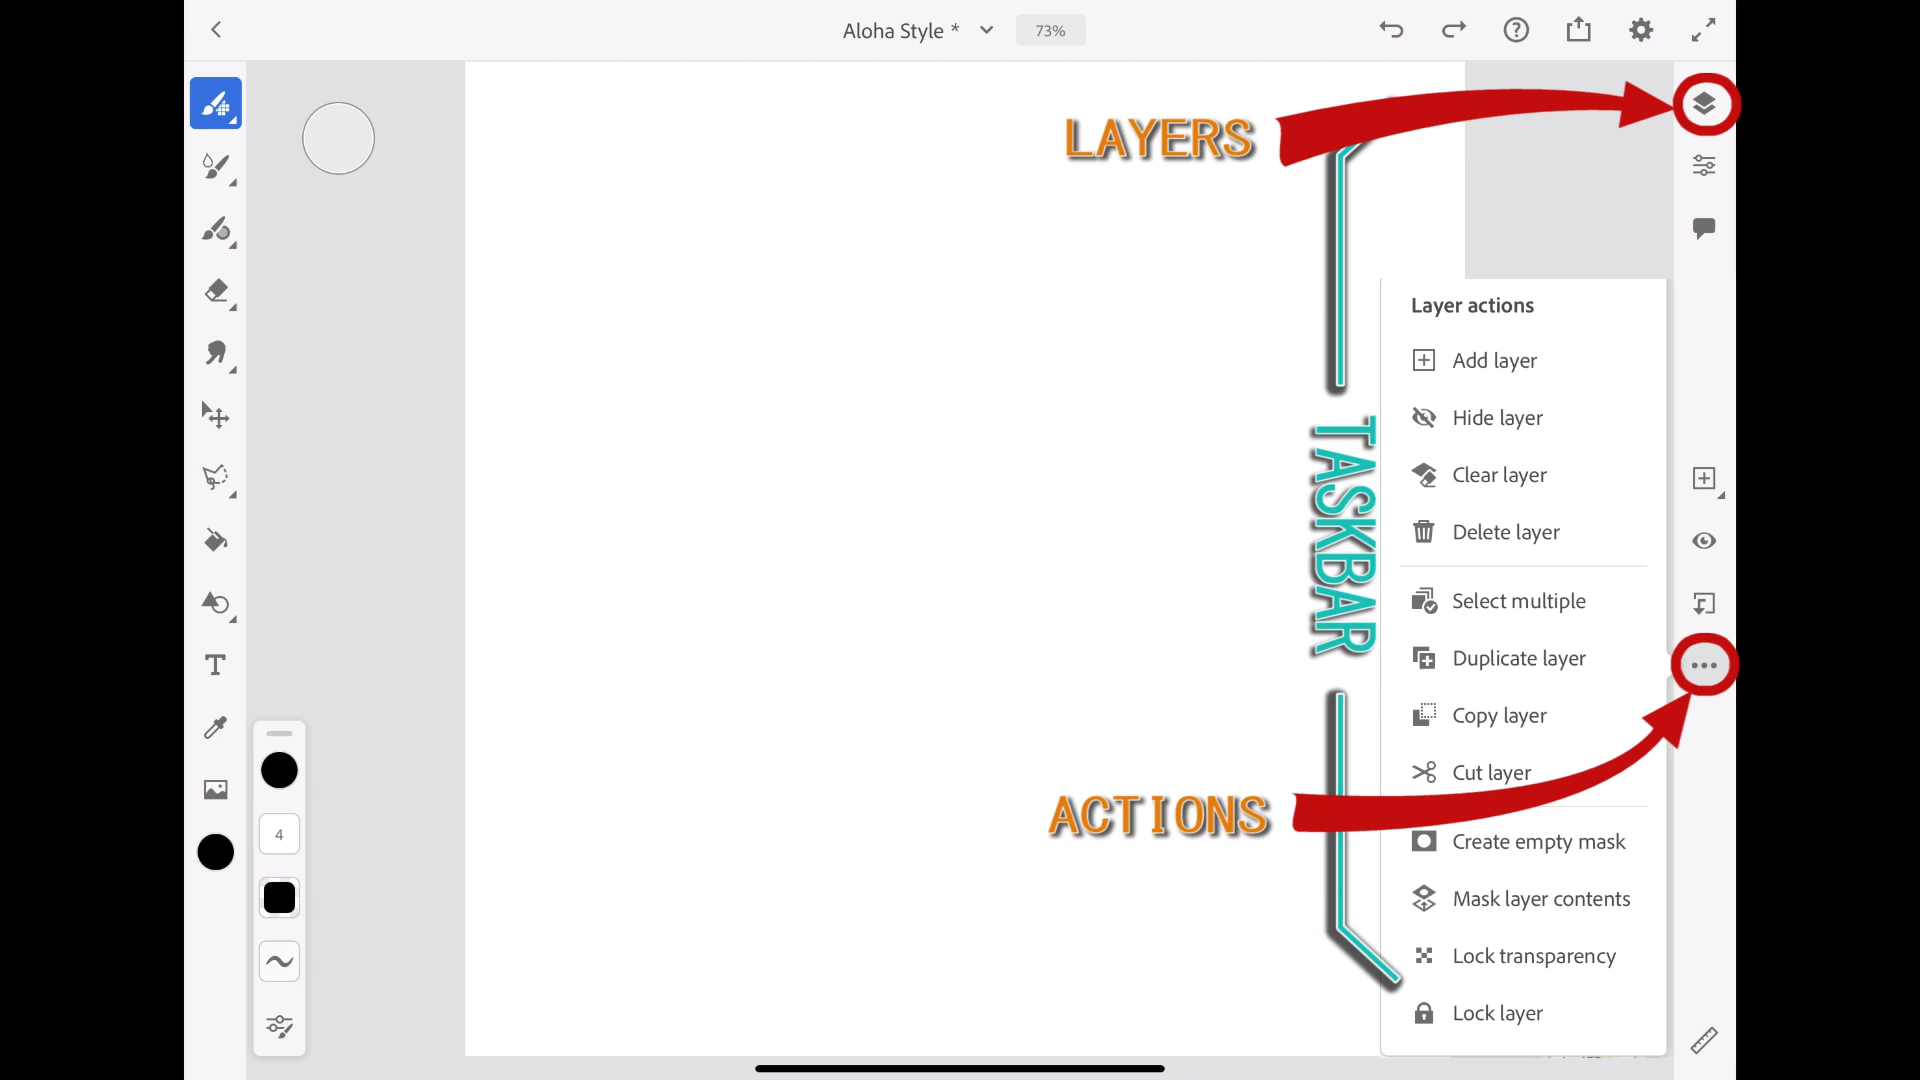 Aloha Style *
73%
LAYERS
Layer actions
Add layer
Hide layer
Clear layer
Delete layer
TASKBAR
Select multiple
Duplicate layer
Copy layer
Cut layer
ACTIONS
4
Create empty mask
Mask layer contents
Lock transparency
Lock layer